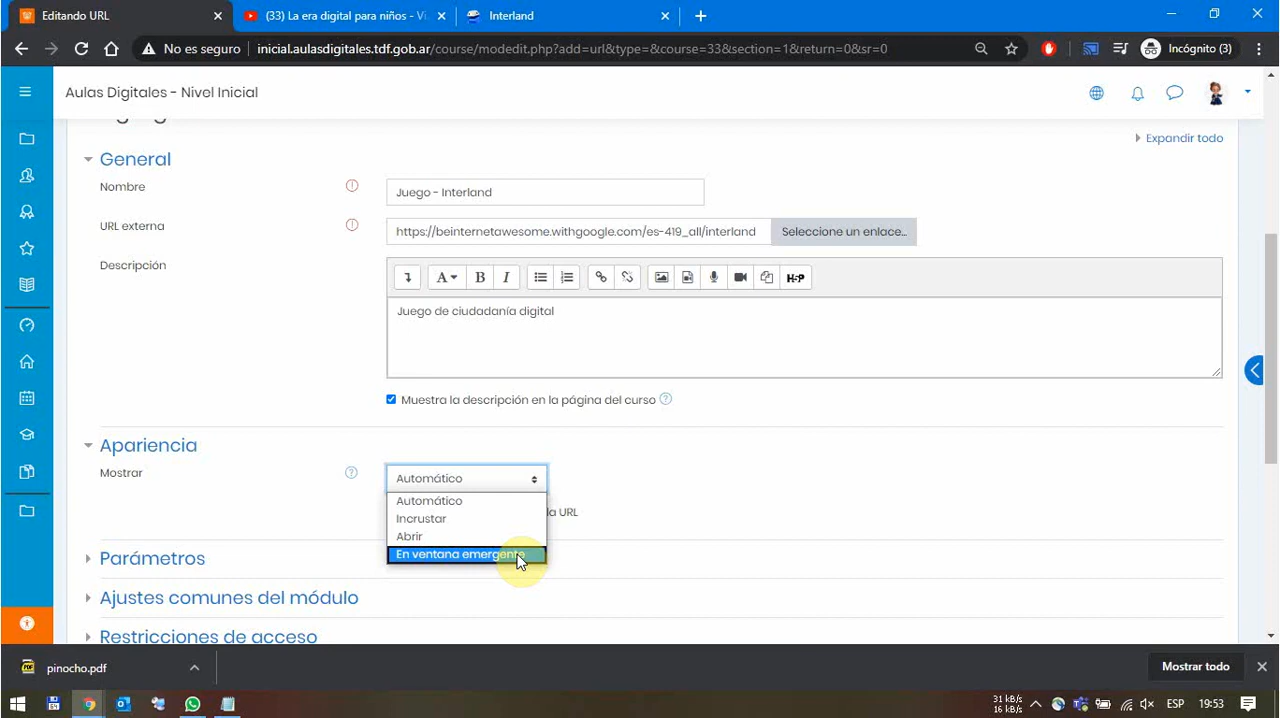 Editando URL
(33) La era digital para niños - Vi
Interland
No es seguro
inicial.aulasdigitales.tdf.gob.ar/course/modedit.php?add=url&type=&course=33&section=1&return=0&sr=0
Incógnito (3)
Aulas Digitales - Nivel Inicial
Expandir todo
General
Nombre
Juego - Interland
URL externa
https://beinternetawesome.withgoogle.com/es-419_all/interland
Seleccione un enlace...
Descripción
A B I H-P
Juego de ciudadanía digital
Muestra la descripción en la página del curso
Apariencia
Mostrar
Automático
Automático
Incrustar
la URL
Abrir
En ventana emergente
Parámetros
Ajustes comunes del módulo
Restricciones de acceso
pinocho.pdf
Mostrar todo
31 kB/s
16 kB/s
ESP
19:53